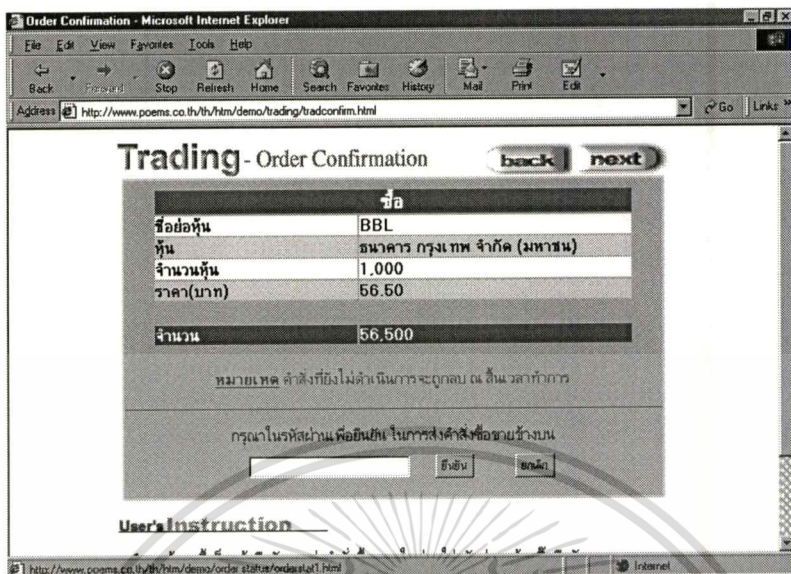 Order Confirmation - Microsoft Internet Explorer
File Edit View Favorites Tools Help
Back Forward Stop Refresh Home Search Favorites History Mail Print Edit
Address http://www.poems.co.th/th/htm/demo/trading/tradconfirm.html Go Links »
Trading - Order Confirmation back next
ซื้อ
ชื่อย่อหุ้น BBL
หุ้น ธนาคาร กรุงเทพ จำกัด (มหาชน)
จำนวนหุ้น 1,000
ราคา(บาท) 56.50
จำนวน 56,500
หมายเหตุ คำสั่งที่ยังไม่ดำเนินการจะถูกลบ ณ สิ้นเวลาทำการ
กรุณาใส่รหัสผ่านเพื่อยืนยัน ในการส่งคำสั่งซื้อขายข้างบน
ยืนยัน ยกเลิก
User's Instruction
http://www.poems.co.th/th/htm/demo/order status/orderstat1.html Internet